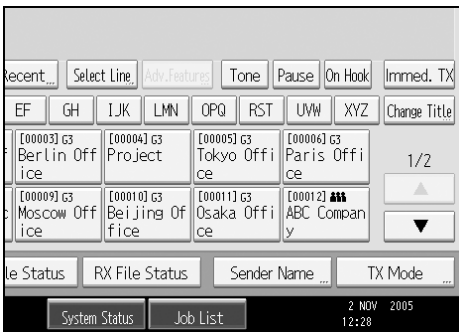 Recent Select Line Adv.Features Tone Pause On Hook Immed. TX
EF GH IJK LMN OPQ RST UVW XYZ Change Title
[00003] G3 [00004] G3 [00005] G3 [00006] G3
Berlin Off Project Tokyo Offi Paris Offi
ice ce ce
1/2
[00009] G3 [00010] G3 [00011] G3 [00012]
Moscow Off Beijing Of Osaka Offi ABC Compan
ice fice ce y
le Status RX File Status Sender Name TX Mode
System Status Job List 2 NOV 2005
12:28